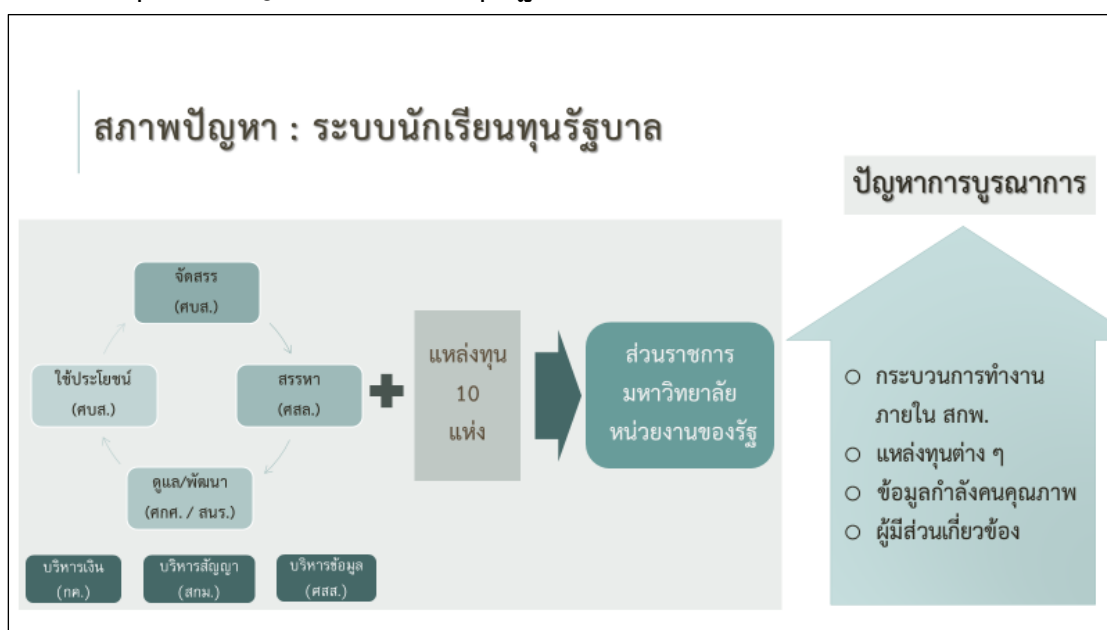 สภาพปัญหา : ระบบนักเรียนทุนรัฐบาล
ปัญหาการบูรณาการ
จัดสรร
(ศบส.)
ใช้ประโยชน์
(ศบส.)
สรรหา
(ศสล.)
ดูแล/พัฒนา
(ศกศ. / สนร.)
บริหารเงิน
(กค.)
บริหารสัญญา
(สกม.)
บริหารข้อมูล
(ศสส.)
แหล่งทุน
10
แห่ง
ส่วนราชการ
มหาวิทยาลัย
หน่วยงานของรัฐ
o กระบวนการทำงาน
ภายใน สกพ.
o แหล่งทุนต่าง ๆ
o ข้อมูลกำลังคนคุณภาพ
o ผู้มีส่วนเกี่ยวข้อง